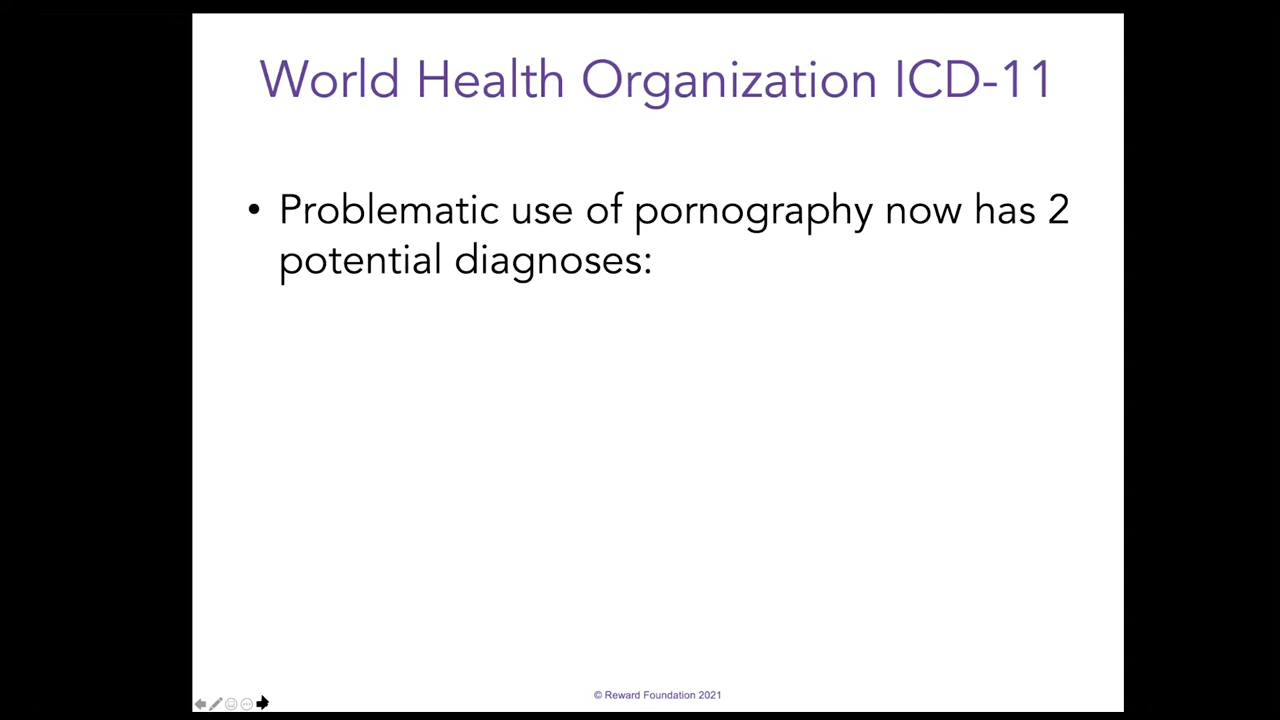 World Health Organization ICD-11
• Problematic use of pornography now has 2
potential diagnoses:
© Reward Foundation 2021